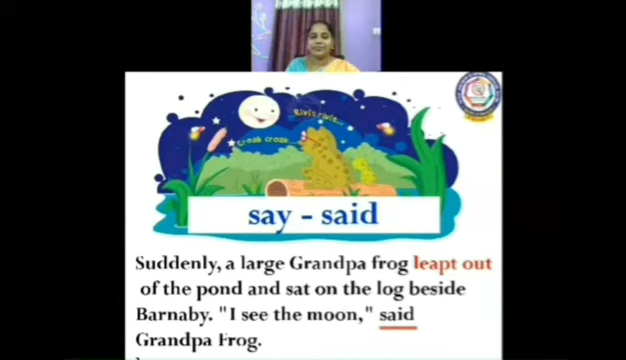 Croak croak...
say - said
Suddenly, a large Grandpa frog leapt out
of the pond and sat on the log beside
Barnaby. "I see the moon," said
Grandpa Frog.